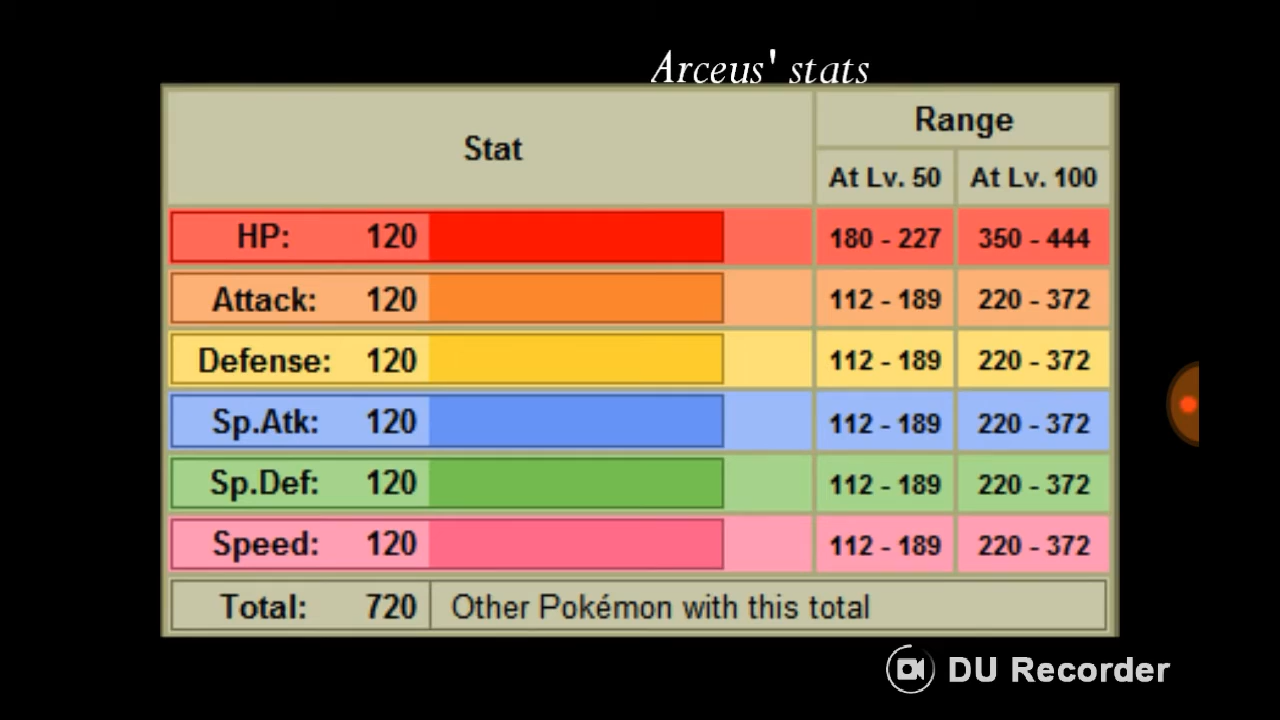 Arceus' stats
Stat
Range
At Lv. 50 At Lv. 100
HP: 120 180 - 227 350 - 444
Attack: 120 112 - 189 220 - 372
Defense: 120 112 - 189 220 - 372
Sp.Atk: 120 112 - 189 220 - 372
Sp.Def: 120 112 - 189 220 - 372
Speed: 120 112 - 189 220 - 372
Total: 720 Other Pokémon with this total
DU Recorder